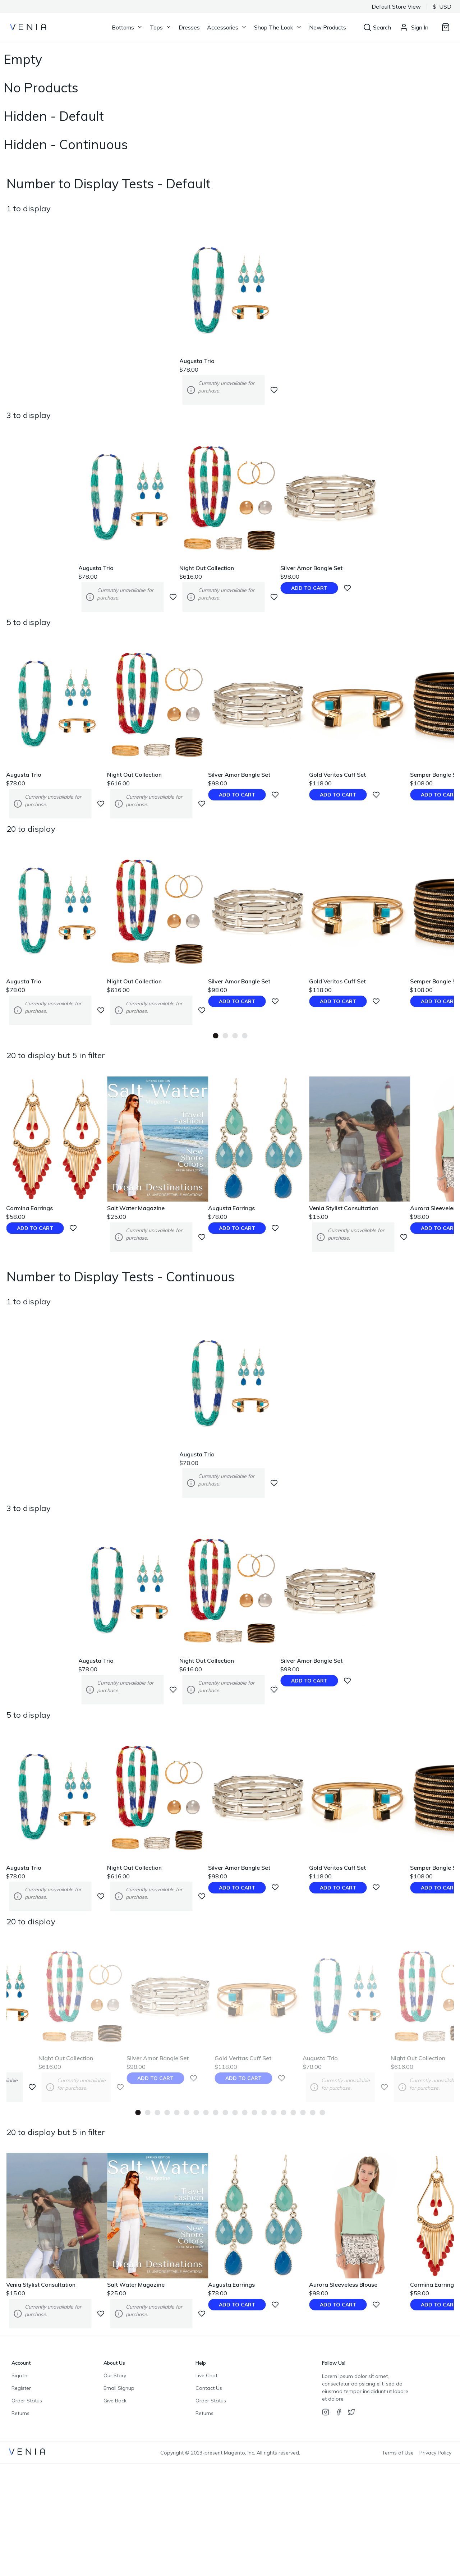 Default Store View $ USD
VENIA Bottoms Tops Dresses Accessories Shop The Look New Products Search Sign In
Empty
No Products
Hidden - Default
Hidden - Continuous
Number to Display Tests - Default
1 to display
Augusta Trio
$78.00
Currently unavailable for
purchase.
3 to display
Augusta Trio Night Out Collection Silver Amor Bangle Set
$78.00 $616.00 $98.00
Currently unavailable for Currently unavailable for ADD TO CART
purchase. purchase.
5 to display
Augusta Trio Night Out Collection Silver Amor Bangle Set Gold Veritas Cuff Set Semper Bangle S
$78.00 $616.00 $98.00 $118.00 $108.00
Currently unavailable for Currently unavailable for ADD TO CART ADD TO CART ADD TO CAR
purchase. purchase.
20 to display
Augusta Trio Night Out Collection Silver Amor Bangle Set Gold Veritas Cuff Set Semper Bangle S
$78.00 $616.00 $98.00 $118.00 $108.00
Currently unavailable for Currently unavailable for ADD TO CART ADD TO CART ADD TO CAR
purchase. purchase.
20 to display but 5 in filter
Salt Water
Travel
Fashion
New
Shore
Colors
Dream Destinations
Carmina Earrings Salt Water Magazine Augusta Earrings Venia Stylist Consultation Aurora Sleevele
$58.00 $25.00 $78.00 $15.00 $98.00
ADD TO CART Currently unavailable for ADD TO CART Currently unavailable for ADD TO CAR
purchase. purchase.
Number to Display Tests - Continuous
1 to display
Augusta Trio
$78.00
Currently unavailable for
purchase.
3 to display
Augusta Trio Night Out Collection Silver Amor Bangle Set
$78.00 $616.00 $98.00
Currently unavailable for Currently unavailable for ADD TO CART
purchase. purchase.
5 to display
Augusta Trio Night Out Collection Silver Amor Bangle Set Gold Veritas Cuff Set Semper Bangle S
$78.00 $616.00 $98.00 $118.00 $108.00
Currently unavailable for Currently unavailable for ADD TO CART ADD TO CART ADD TO CAR
purchase. purchase.
20 to display
Night Out Collection Silver Amor Bangle Set Gold Veritas Cuff Set Augusta Trio Night Out Collection
$616.00 $98.00 $118.00 $78.00 $616.00
lable Currently unavailable ADD TO CART ADD TO CART Currently unavailable Currently unavailable
for purchase. for purchase. for purchase.
20 to display but 5 in filter
Salt Water
Travel
Fashion
New
Shore
Colors
Dream Destinations
Venia Stylist Consultation Salt Water Magazine Augusta Earrings Aurora Sleeveless Blouse Carmina Earring
$15.00 $25.00 $78.00 $98.00 $58.00
Currently unavailable for Currently unavailable for ADD TO CART ADD TO CART ADD TO CAR
purchase. purchase.
Account About Us Help Follow Us!
Sign In Our Story Live Chat Lorem ipsum dolor sit amet,
consectetur adipisicing elit, sed do
Register Email Signup Contact Us eiusmod tempor incididunt ut labore
et dolore.
Order Status Give Back Order Status
Returns Returns
VENIA Copyright © 2013-present Magento, Inc. All rights reserved. Terms of Use Privacy Policy